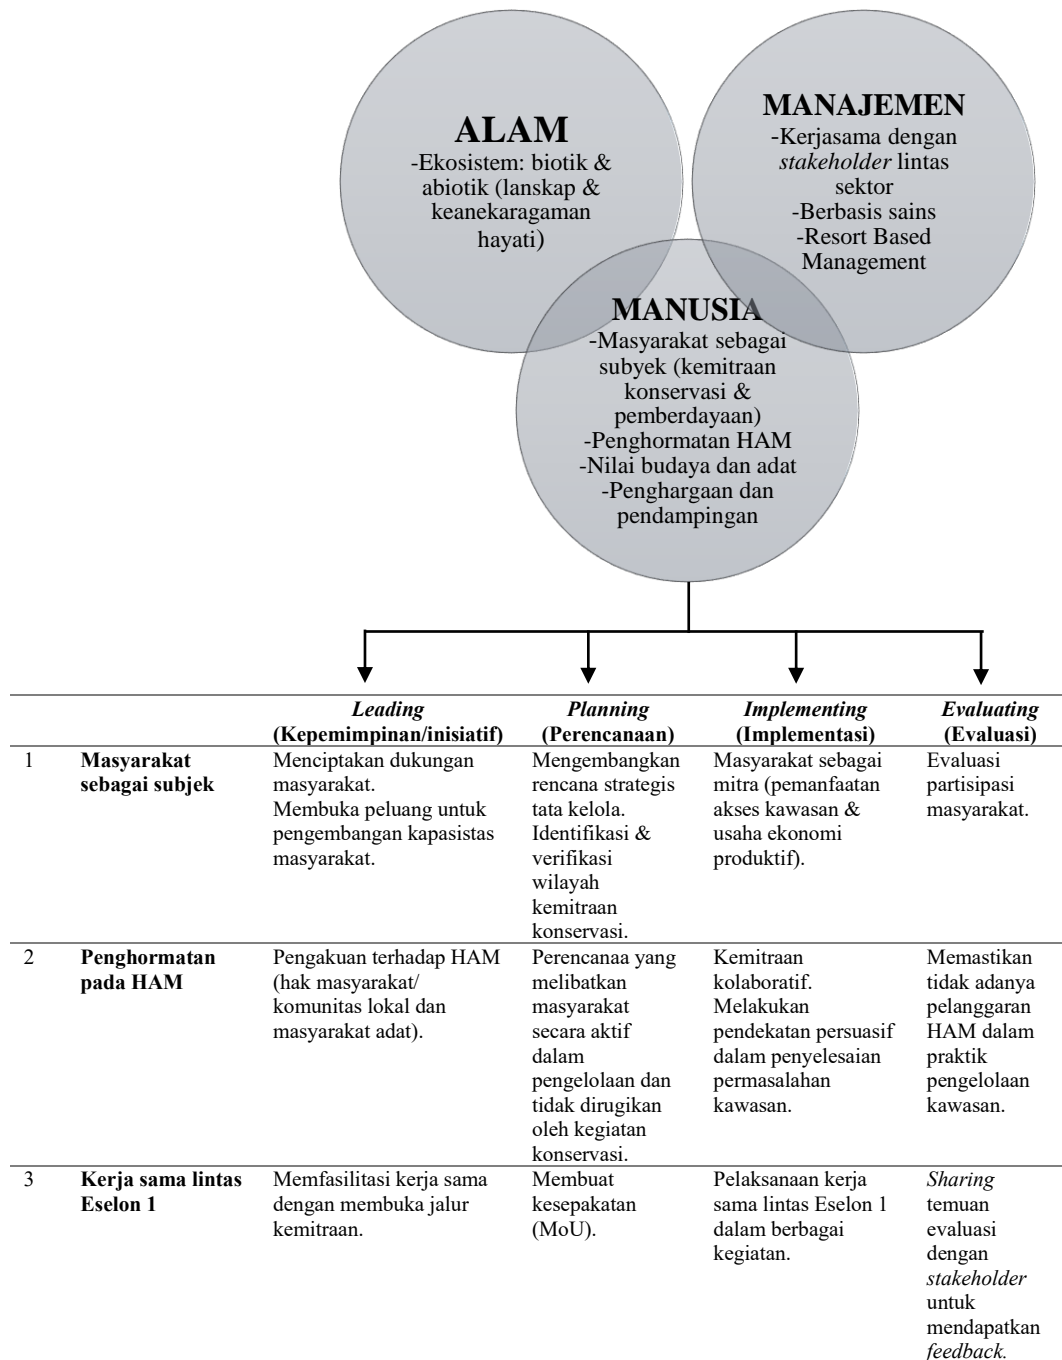 ALAM
-Ekosistem: biotik &
abiotik (lanskap &
keanekaragaman
hayati)
MANAJEMEN
-Kerjasama dengan
stakeholder lintas
sektor
-Berbasis sains
-Resort Based
Management
MANUSIA
-Masyarakat sebagai
subyek (kemitraan
konservasi &
pemberdayaan)
-Penghormatan HAM
-Nilai budaya dan adat
-Penghargaan dan
pendampingan
Leading
(Kepemimpinan/inisiatif)
Planning
(Perencanaan)
Implementing
(Implementasi)
Evaluating
(Evaluasi)
1
Masyarakat
sebagai subjek
Menciptakan dukungan
masyarakat.
Membuka peluang untuk
pengembangan kapasistas
masyarakat.
Mengembangkan
rencana strategis
tata kelola.
Identifikasi &
verifikasi
wilayah
kemitraan
konservasi.
Masyarakat sebagai
mitra (pemanfaatan
akses kawasan &
usaha ekonomi
produktif).
Evaluasi
partisipasi
masyarakat.
2
Penghormatan
pada HAM
Pengakuan terhadap HAM
(hak masyarakat/
komunitas lokal dan
masyarakat adat).
Perencanaa yang
melibatkan
masyarakat
secara aktif
dalam
pengelolaan dan
tidak dirugikan
oleh kegiatan
konservasi.
Kemitraan
kolaboratif.
Melakukan
pendekatan persuasif
dalam penyelesaian
permasalahan
kawasan.
Memastikan
tidak adanya
pelanggaran
HAM dalam
praktik
pengelolaan
kawasan.
3
Kerja sama lintas
Eselon 1
Memfasilitasi kerja sama
dengan membuka jalur
kemitraan.
Membuat
kesepakatan
(MoU).
Pelaksanaan kerja
sama lintas Eselon 1
dalam berbagai
kegiatan.
Sharing
temuan
evaluasi
dengan
stakeholder
untuk
mendapatkan
feedback.